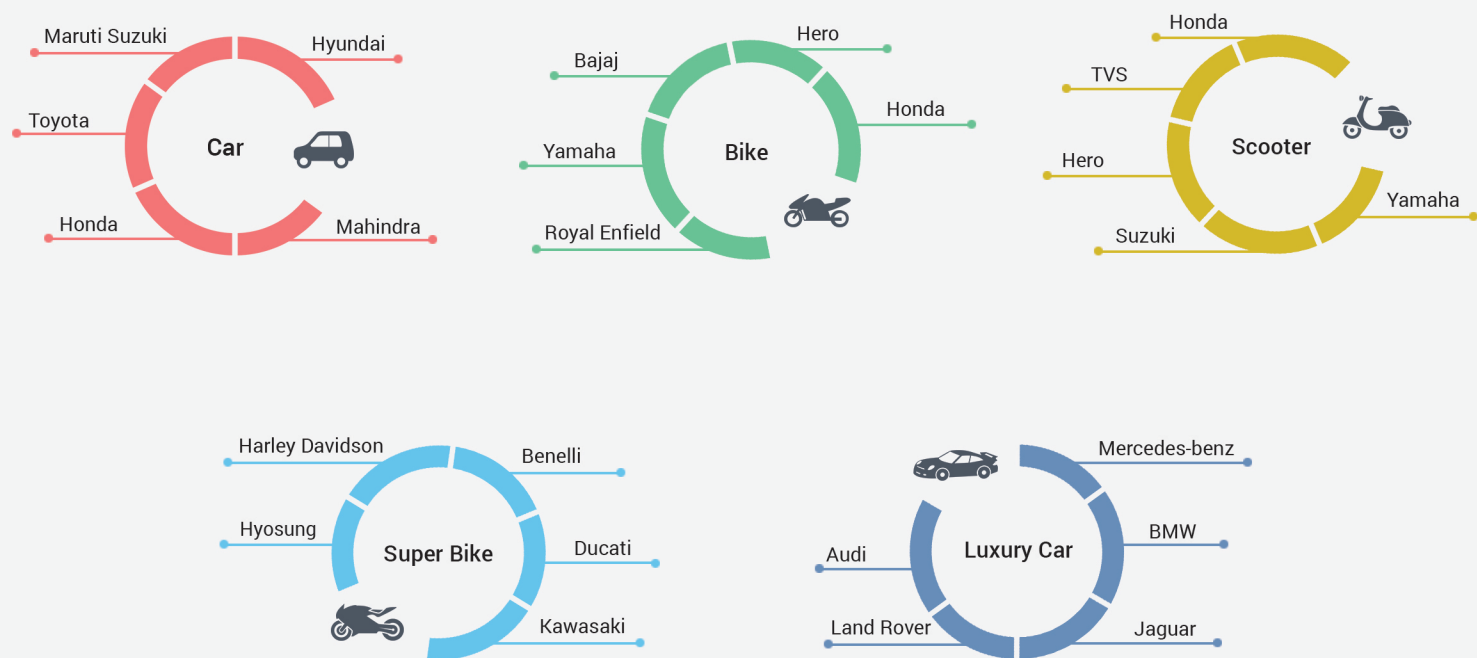 Maruti Suzuki
Hyundai
Toyota
Car
Honda
Mahindra
Hero
Bajaj
Honda
Yamaha
Bike
Royal Enfield
Honda
TVS
Hero
Scooter
Yamaha
Suzuki
Harley Davidson
Benelli
Hyosung
Super Bike
Ducati
Kawasaki
Mercedes-benz
BMW
Audi
Luxury Car
Land Rover
Jaguar